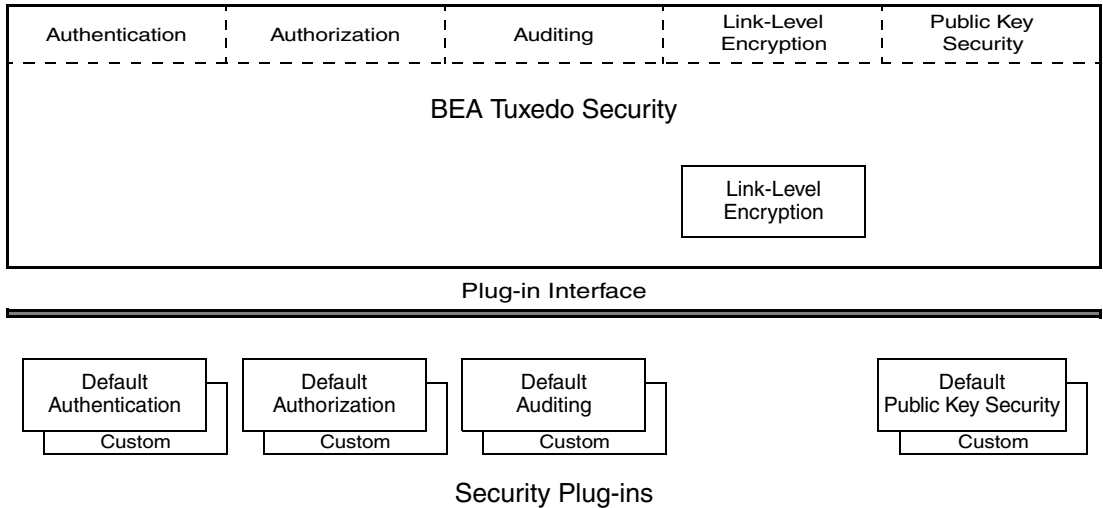 Authentication
Authorization
Auditing
Link-Level
Encryption
Public Key
Security
BEA Tuxedo Security
Link-Level
Encryption
Plug-in Interface
Default
Authentication
Custom
Default
Authorization
Custom
Default
Auditing
Custom
Default
Public Key Security
Custom
Security Plug-ins